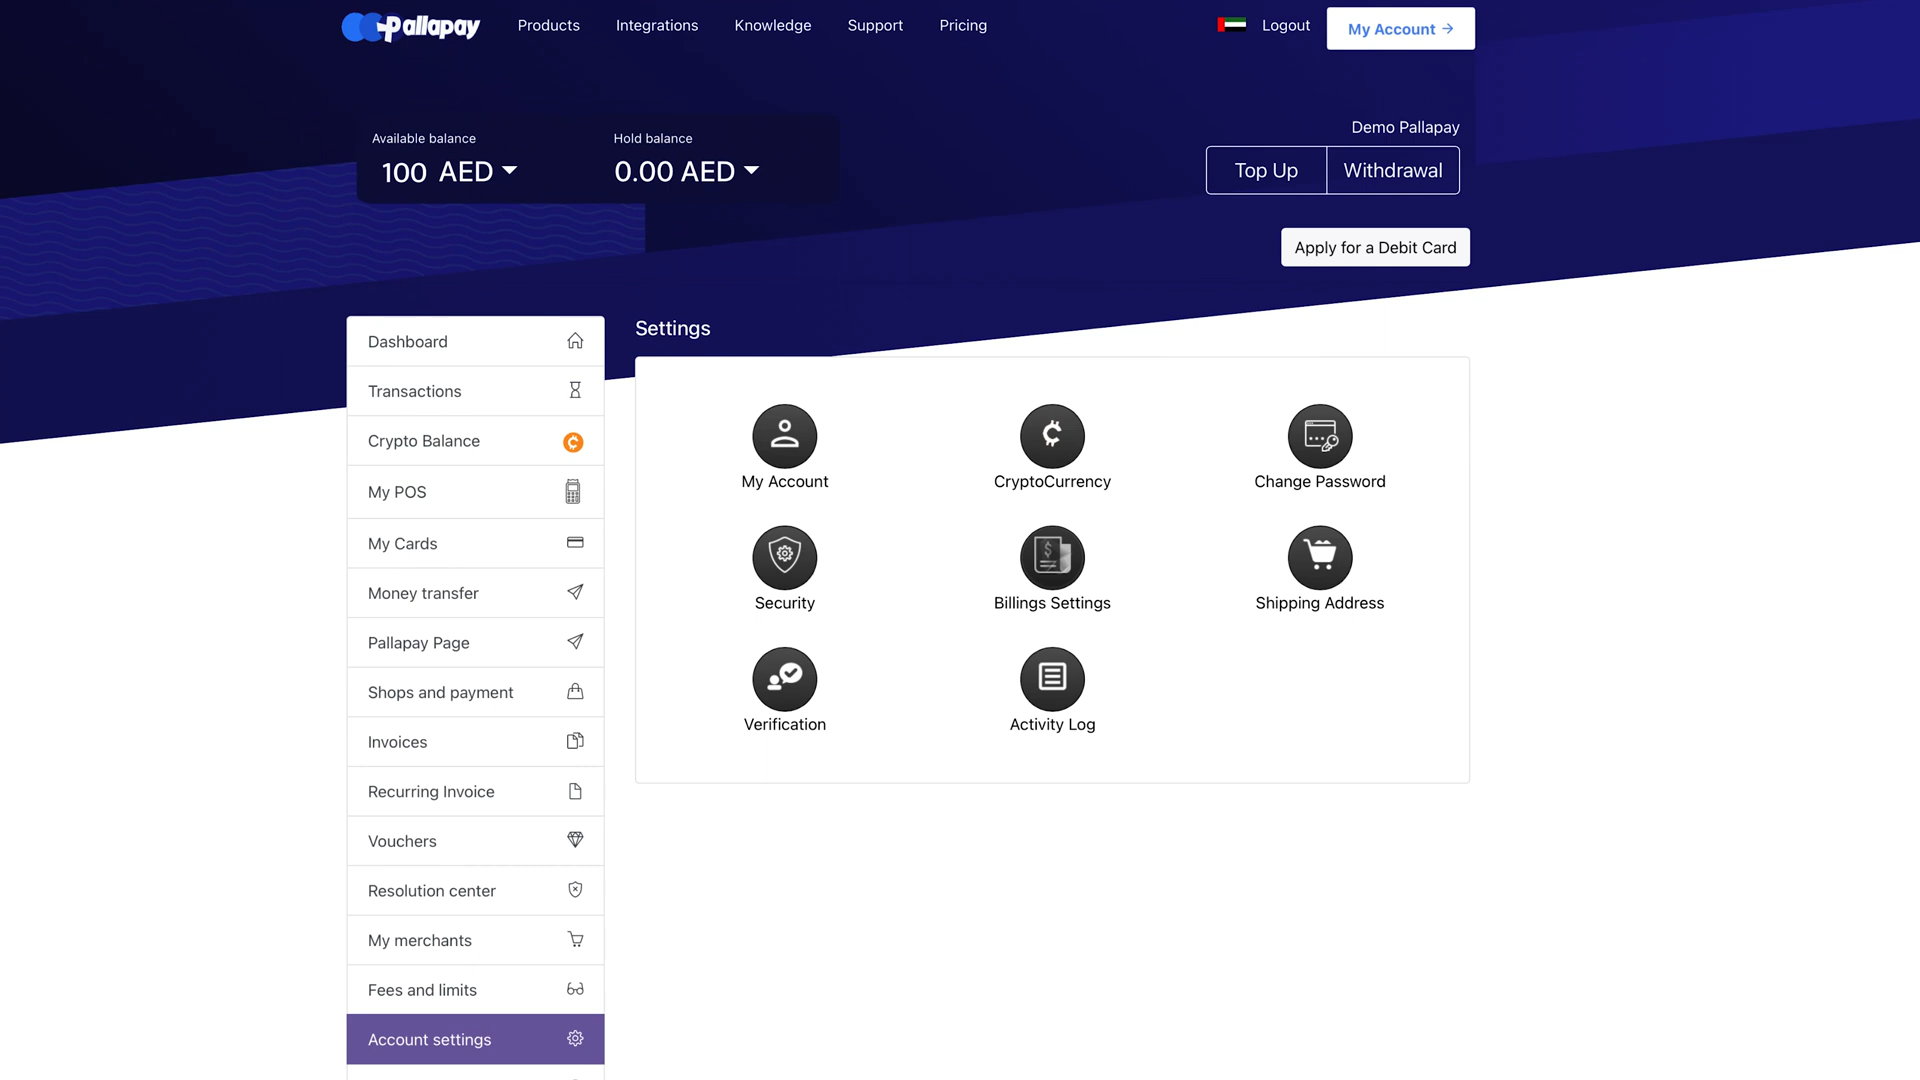 Pallapay
Products
Integrations
Knowledge
Support
Pricing
Logout
My Account →
Available balance
100 AED
Hold balance
0.00 AED
Demo Pallapay
Top Up
Withdrawal
Apply for a Debit Card
Dashboard
Transactions
Crypto Balance
My POS
My Cards
Money transfer
Pallapay Page
Shops and payment
Invoices
Recurring Invoice
Vouchers
Resolution center
My merchants
Fees and limits
Account settings
Settings
My Account
CryptoCurrency
Change Password
Security
Billings Settings
Shipping Address
Verification
Activity Log